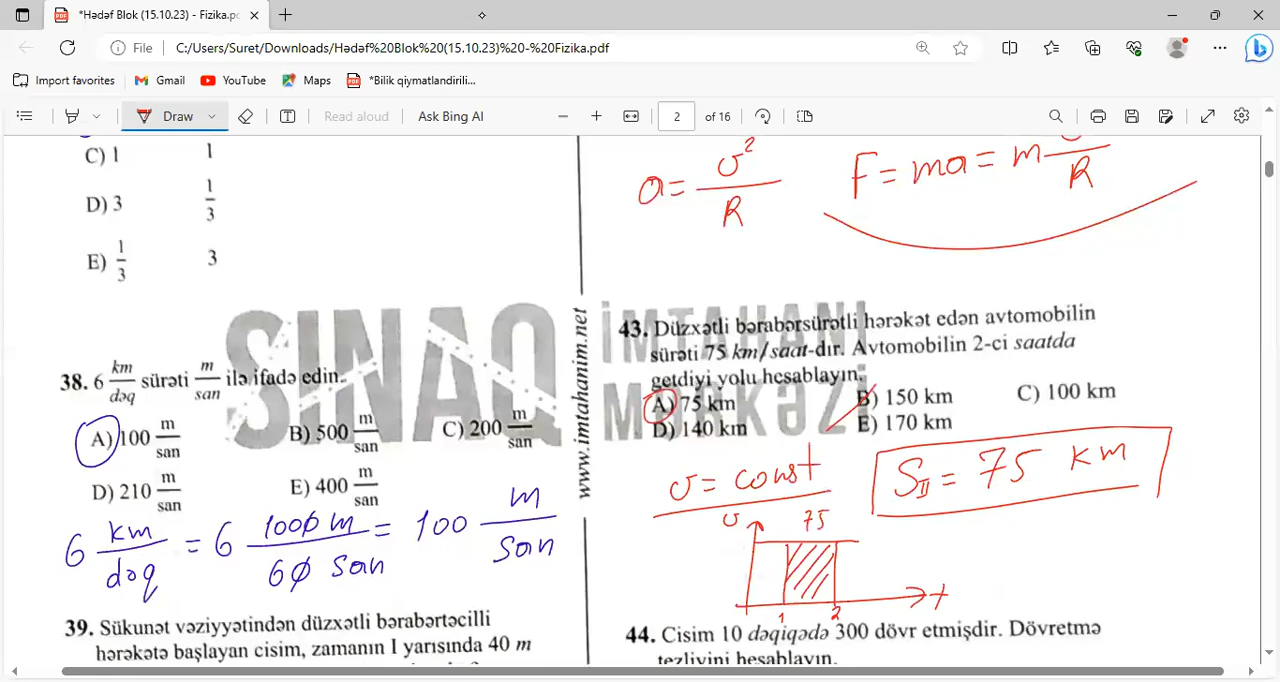 *Hədəf Blok (15.10.23) - Fizika.pc
File C:/Users/Suret/Downloads/Hədəf%20Blok%20(15.10.23)%20-%20Fizika.pdf
Import favorites Gmail YouTube Maps *Bilik qiymatlandirili...
Draw Read aloud Ask Bing AI 2 of 16
C) 1 1
D) 3 1/3
E) 1/3 3
a = υ²/R F = ma = m υ/R
SINAQ İMTAHANI MƏRKƏZİ
www.imtahanim.net
38. 6 km/dəq sürəti m/san ilə ifadə edin.
A) 100 m/san B) 500 m/san C) 200 m/san
D) 210 m/san E) 400 m/san
6 km/dəq = 6 1000 m/60 san = 100 m/san
39. Sükunət vəziyyətindən düzxətli bərabərtəcilli
hərəkətə başlayan cisim, zamanın I yarısında 40 m
43. Düzxətli bərabərsürətli hərəkət edən avtomobilin
sürəti 75 km/saat-dır. Avtomobilin 2-ci saatda
getdiyi yolu hesablayın.
A) 75 km B) 150 km C) 100 km
D) 140 km E) 170 km
υ = const S_II = 75 km
υ 75
1 2 t
44. Cisim 10 dəqiqədə 300 dövr etmişdir. Dövretmə
tezliyini hesablayın.